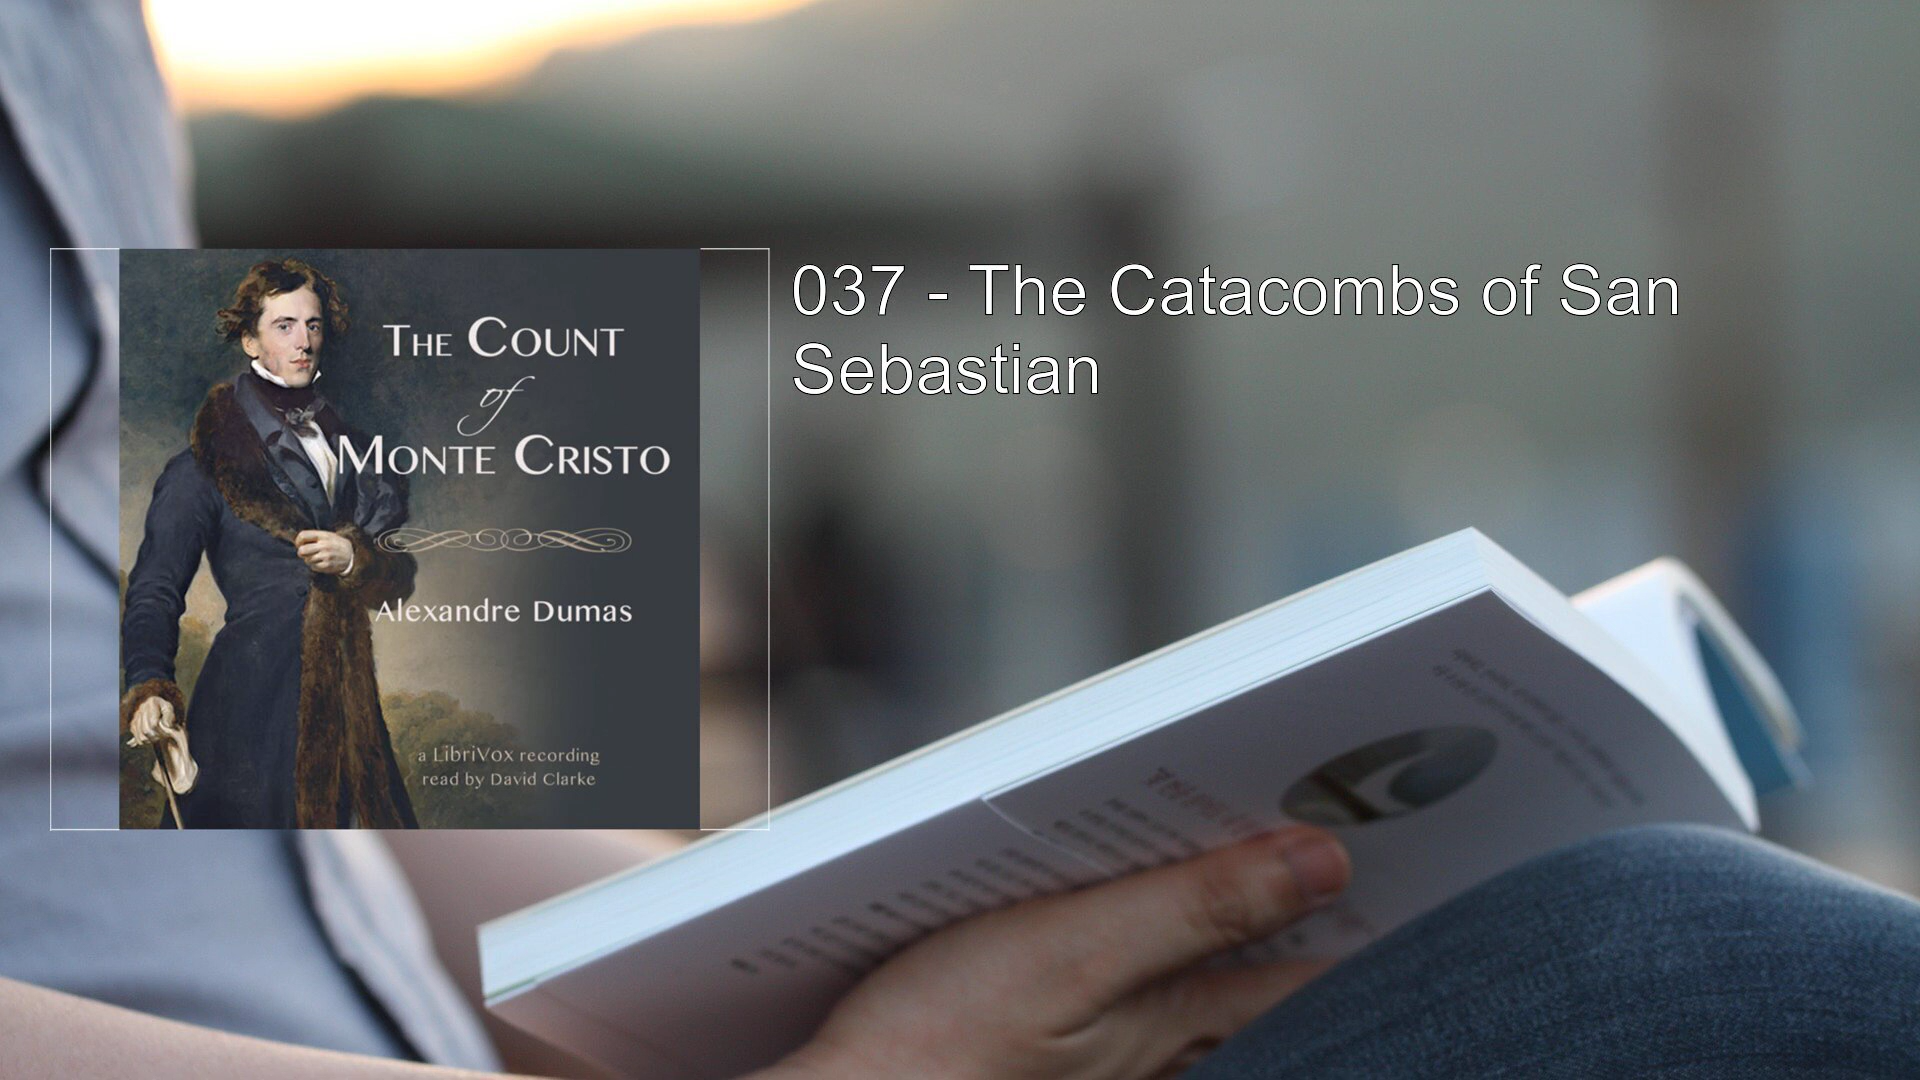 The Count
of
Monte Cristo
Alexandre Dumas
a LibriVox recording
read by David Clarke
037 - The Catacombs of San
Sebastian